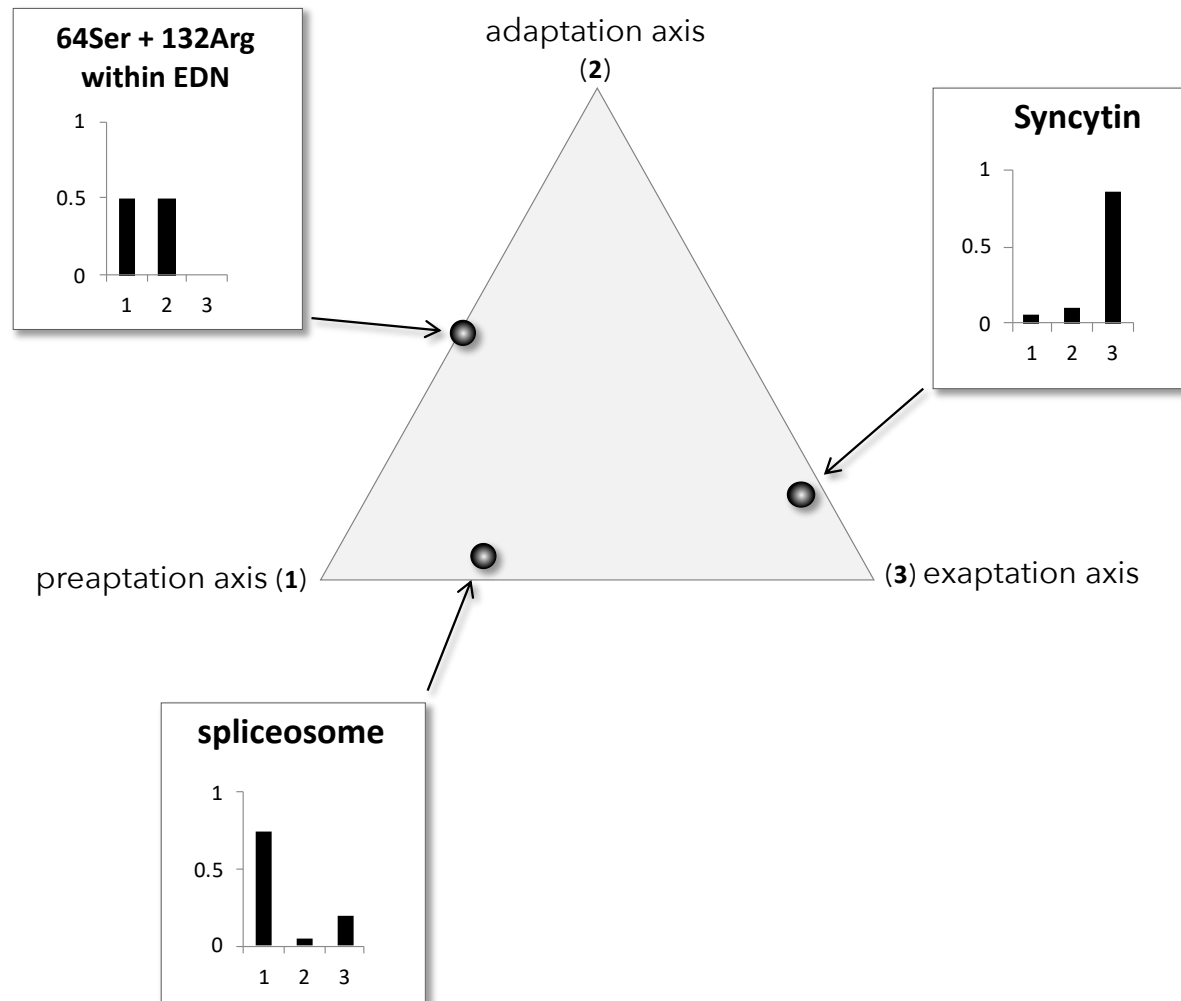 64Ser + 132Arg
within EDN
1
0.5
0
1 2 3
adaptation axis
(2)
Syncytin
1
0.5
0
1 2 3
preaptation axis (1)
(3) exaptation axis
spliceosome
1
0.5
0
1 2 3